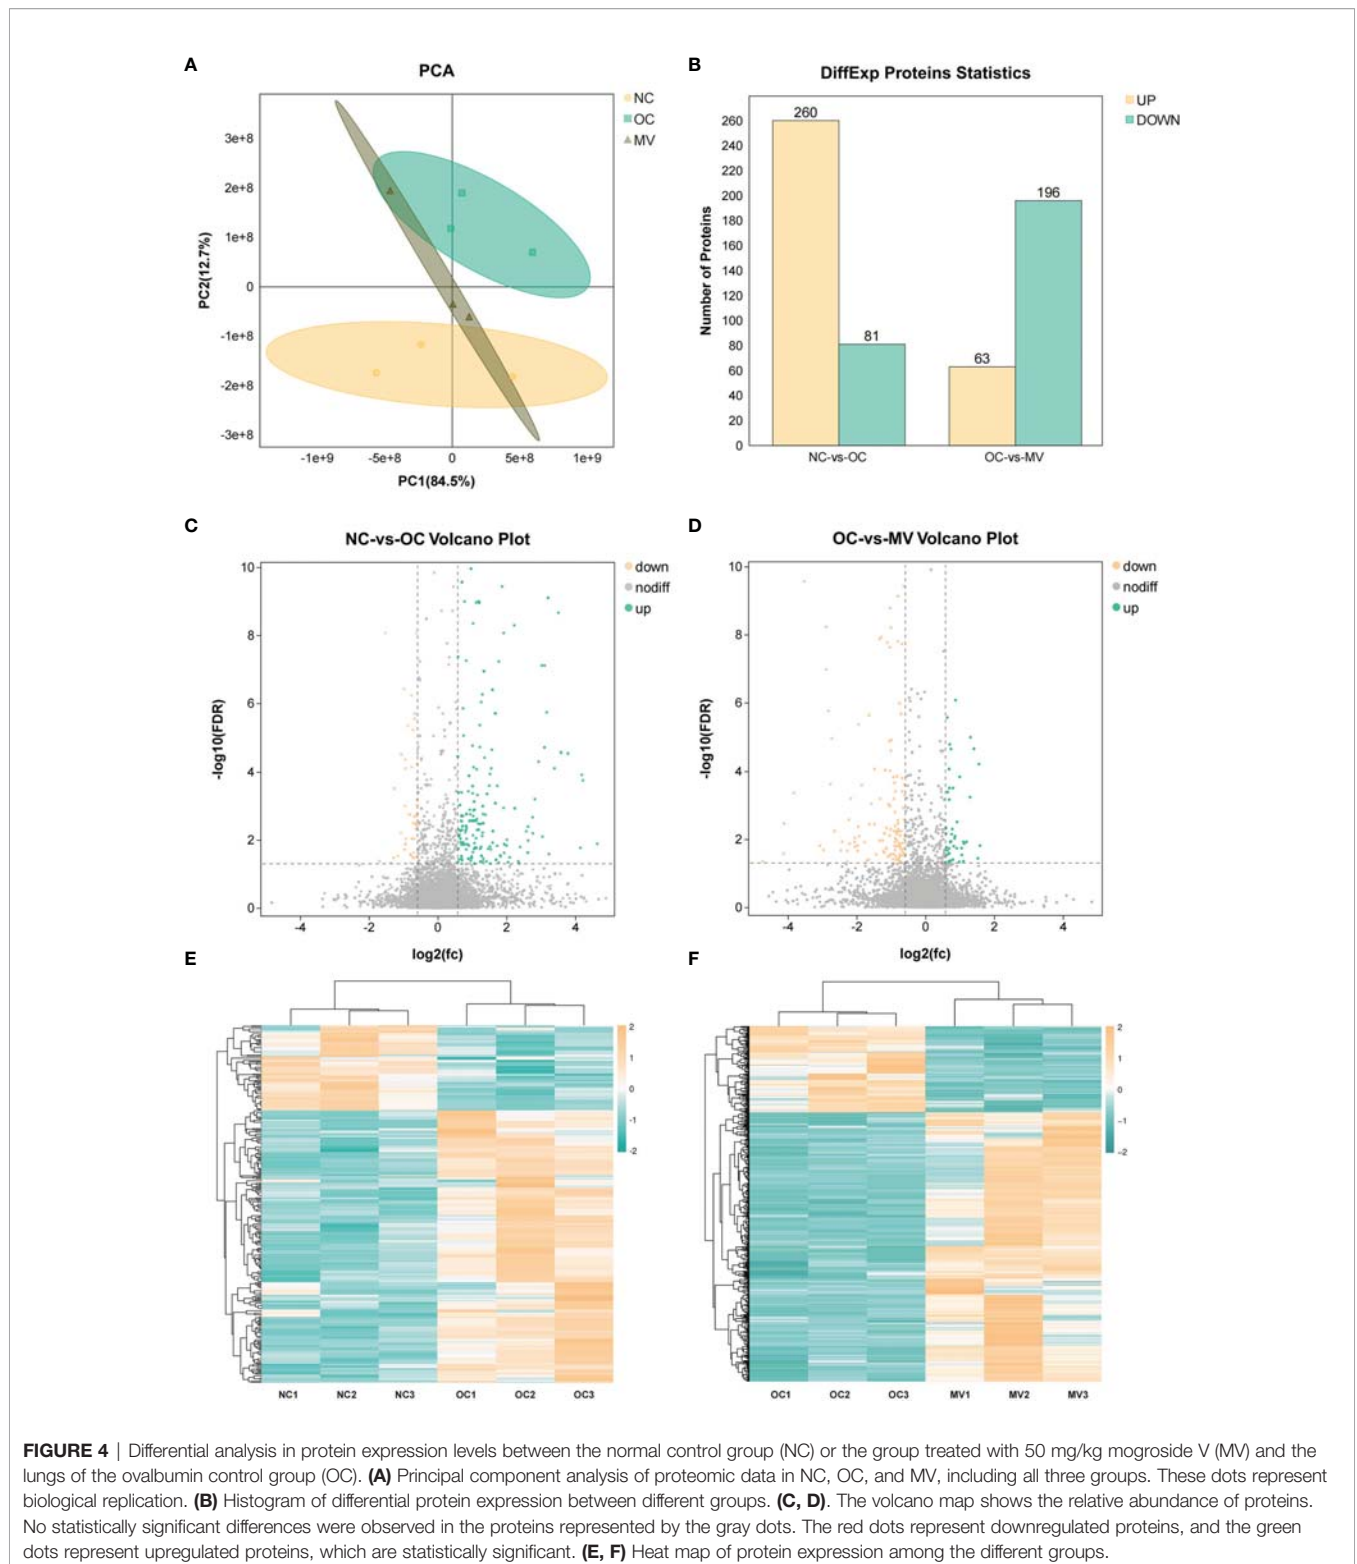 A
PCA
NC
OC
MV
3e+8
2e+8
1e+8
0
-1e+8
-2e+8
-3e+8
PC2(12.7%)
-1e+9
-5e+8
0
5e+8
1e+9
PC1(84.5%)
B
DiffExp Proteins Statistics
UP
DOWN
260
240
220
200
180
160
140
120
100
80
60
40
20
0
Number of Proteins
260
81
63
196
NC-vs-OC
OC-vs-MV
C
NC-vs-OC Volcano Plot
down
nodiff
up
10
8
6
4
2
0
-log10(FDR)
-4
-2
0
2
4
log2(fc)
D
OC-vs-MV Volcano Plot
down
nodiff
up
10
8
6
4
2
0
-log10(FDR)
-4
-2
0
2
4
log2(fc)
E
2
1
0
-1
-2
NC1
NC2
NC3
OC1
OC2
OC3
F
2
1
0
-1
-2
OC1
OC2
OC3
MV1
MV2
MV3
FIGURE 4 | Differential analysis in protein expression levels between the normal control group (NC) or the group treated with 50 mg/kg mogroside V (MV) and the
lungs of the ovalbumin control group (OC). (A) Principal component analysis of proteomic data in NC, OC, and MV, including all three groups. These dots represent
biological replication. (B) Histogram of differential protein expression between different groups. (C, D). The volcano map shows the relative abundance of proteins.
No statistically significant differences were observed in the proteins represented by the gray dots. The red dots represent downregulated proteins, and the green
dots represent upregulated proteins, which are statistically significant. (E, F) Heat map of protein expression among the different groups.